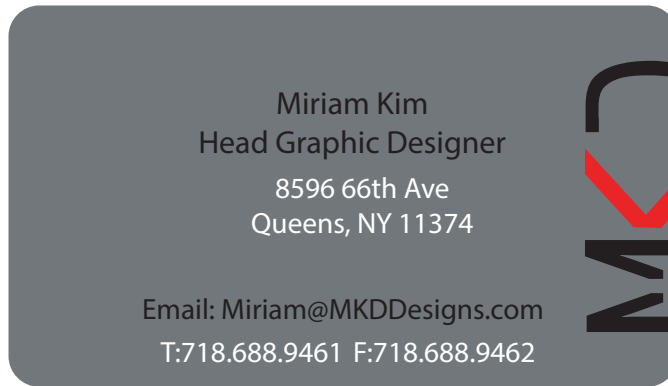 Miriam Kim
Head Graphic Designer
8596 66th Ave
Queens, NY 11374
Email: Miriam@MKDDesigns.com
T:718.688.9461 F:718.688.9462
MKD